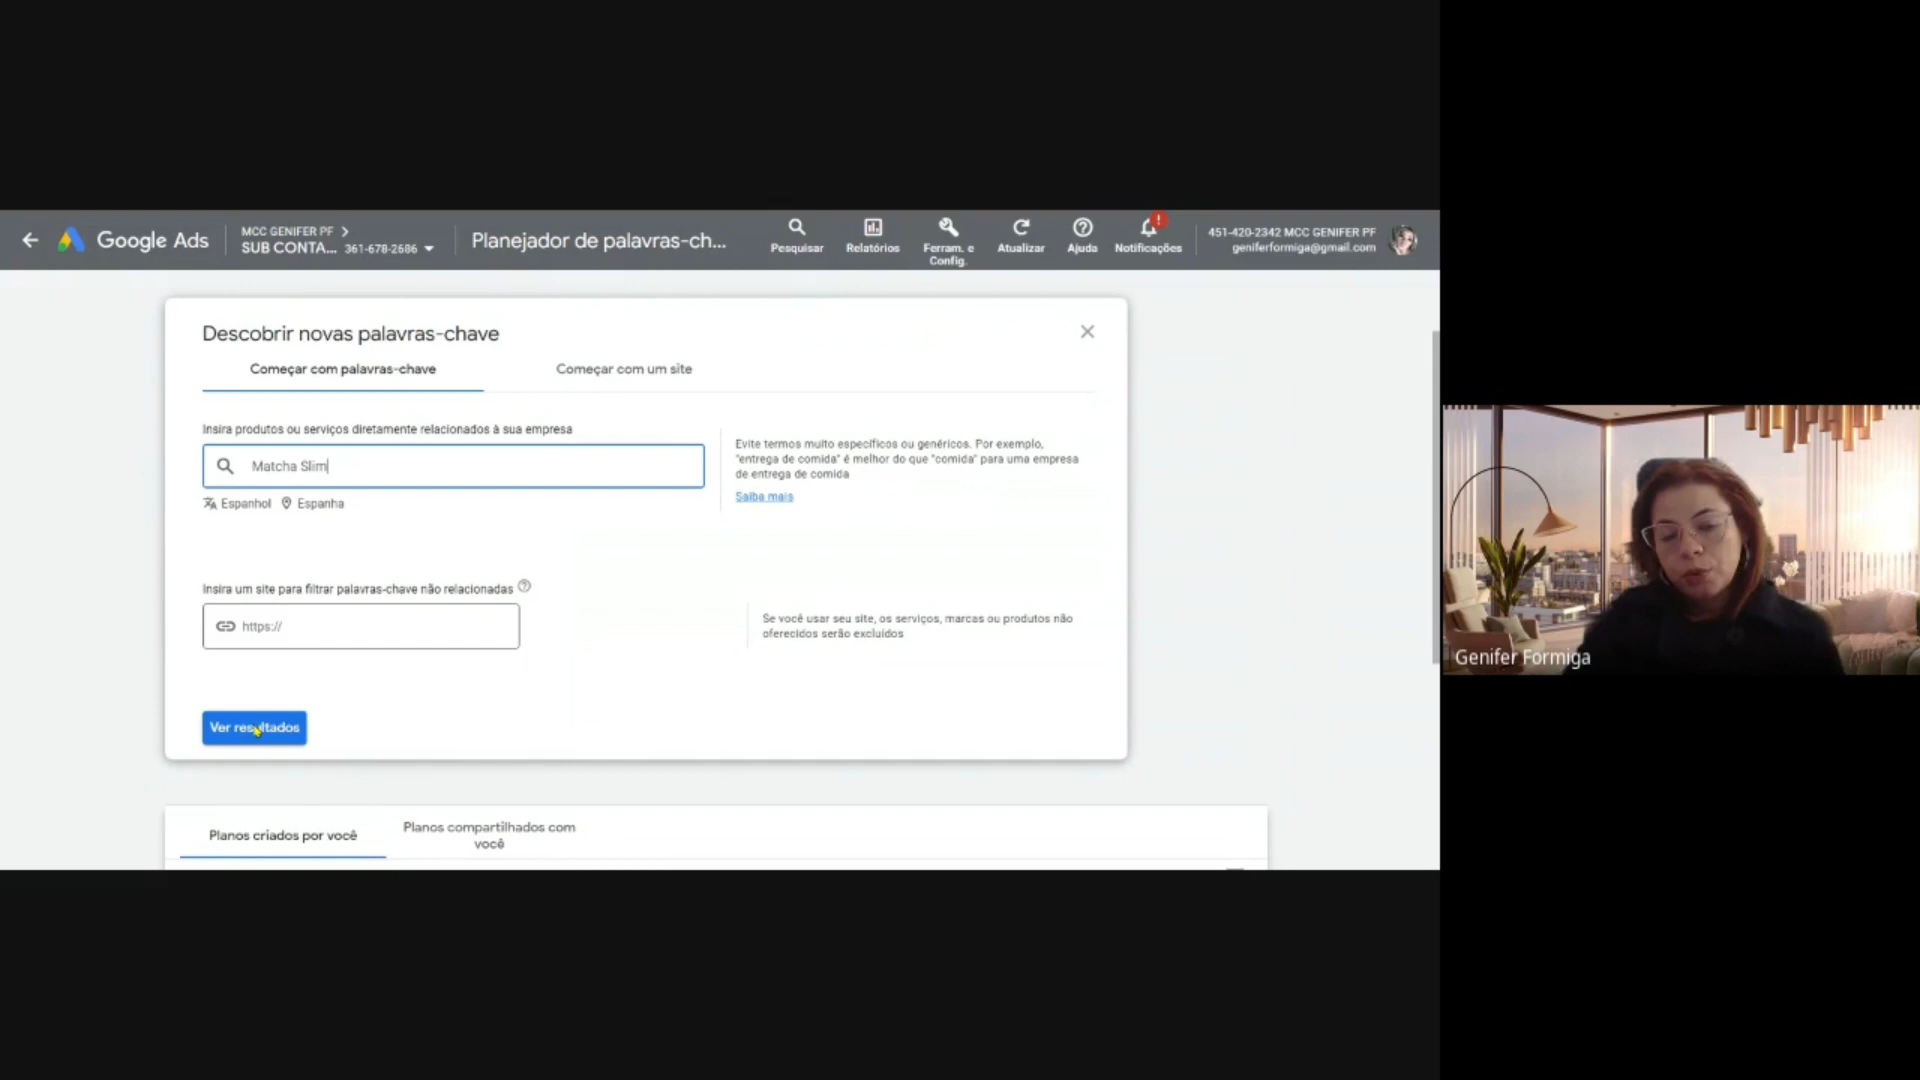 Google Ads
MCC GENIFER PF
SUB CONTA... 361-678-2686
Planejador de palavras-ch...
Pesquisar
Relatórios
Ferram. e
Config.
Atualizar
Ajuda
!
Notificações
451-420-2342 MCC GENIFER PF
geniferformiga@gmail.com
Descobrir novas palavras-chave
Começar com palavras-chave
Começar com um site
Insira produtos ou serviços diretamente relacionados à sua empresa
Matcha Slim
Espanhol Espanha
Evite termos muito específicos ou genéricos. Por exemplo,
"entrega de comida" é melhor do que "comida" para uma empresa
de entrega de comida
Saiba mais
Insira um site para filtrar palavras-chave não relacionadas
https://
Se você usar seu site, os serviços, marcas ou produtos não
oferecidos serão excluídos
Ver resultados
Planos criados por você
Planos compartilhados com
você
Genifer Formiga